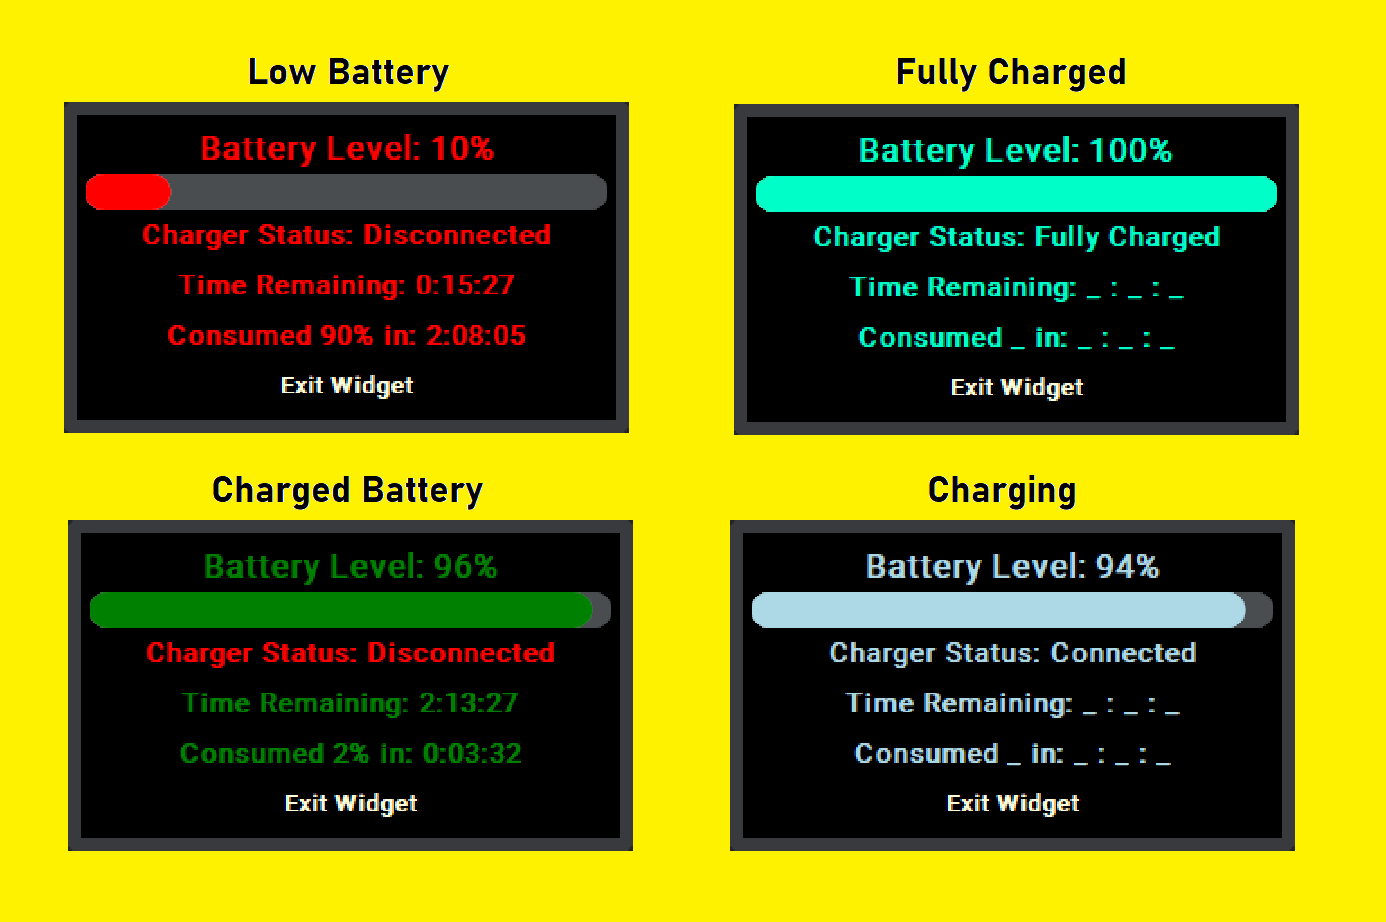 Low Battery
Battery Level: 10%
Charger Status: Disconnected
Time Remaining: 0:15:27
Consumed 90% in: 2:08:05
Exit Widget
Fully Charged
Battery Level: 100%
Charger Status: Fully Charged
Time Remaining: _ : _ : _
Consumed _ in: _ : _ : _
Exit Widget
Charged Battery
Battery Level: 96%
Charger Status: Disconnected
Time Remaining: 2:13:27
Consumed 2% in: 0:03:32
Exit Widget
Charging
Battery Level: 94%
Charger Status: Connected
Time Remaining: _ : _ : _
Consumed _ in: _ : _ : _
Exit Widget